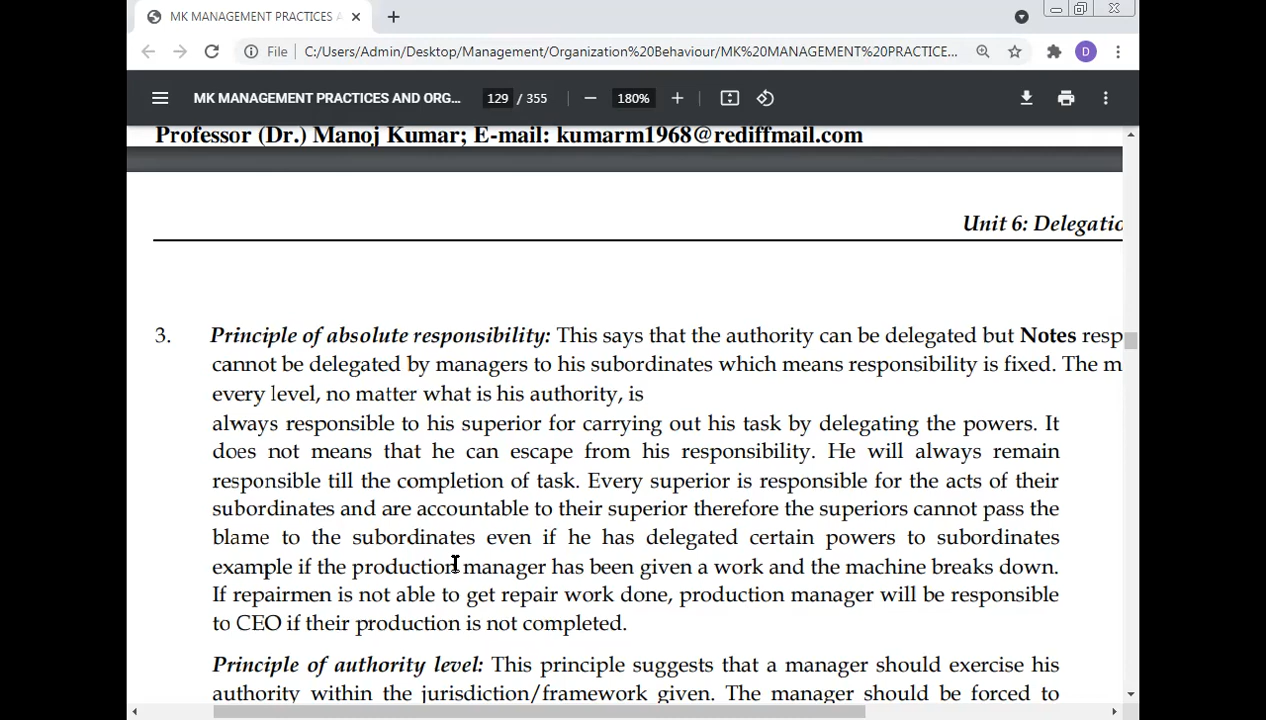 MK MANAGEMENT PRACTICES A
File C:/Users/Admin/Desktop/Management/Organization%20Behaviour/MK%20MANAGEMENT%20PRACTICE...
D
MK MANAGEMENT PRACTICES AND ORG... 129 / 355 180%
Professor (Dr.) Manoj Kumar; E-mail: kumarm1968@rediffmail.com
Unit 6: Delegatio
3. Principle of absolute responsibility: This says that the authority can be delegated but Notes resp
cannot be delegated by managers to his subordinates which means responsibility is fixed. The m
every level, no matter what is his authority, is
always responsible to his superior for carrying out his task by delegating the powers. It
does not means that he can escape from his responsibility. He will always remain
responsible till the completion of task. Every superior is responsible for the acts of their
subordinates and are accountable to their superior therefore the superiors cannot pass the
blame to the subordinates even if he has delegated certain powers to subordinates
example if the production manager has been given a work and the machine breaks down.
If repairmen is not able to get repair work done, production manager will be responsible
to CEO if their production is not completed.
Principle of authority level: This principle suggests that a manager should exercise his
authority within the jurisdiction/framework given. The manager should be forced to